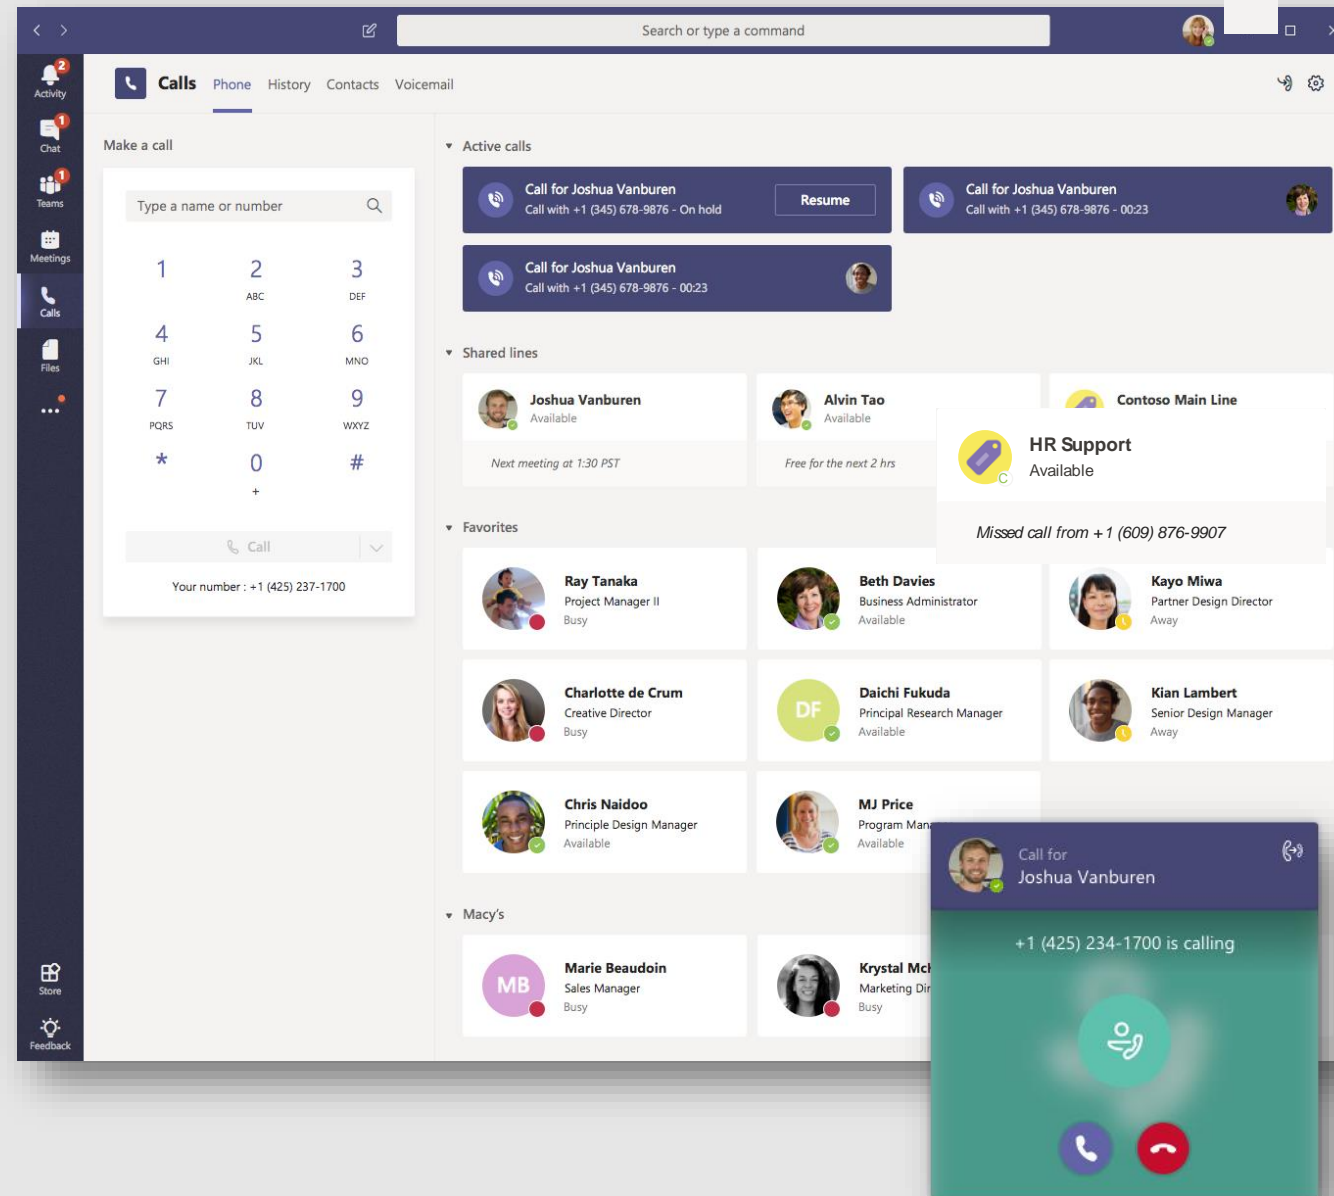 Search or type a command
2
Activity
1
Chat
1
Teams
Meetings
Calls
Files
Store
Feedback
Calls
Phone
History
Contacts
Voicemail
Make a call
Type a name or number
1
2
3
ABC
DEF
4
5
6
GHI
JKL
MNO
7
8
9
PQRS
TUV
WXYZ
*
0
#
+
Call
Your number : +1 (425) 237-1700
Active calls
Call for Joshua Vanburen
Call with +1 (345) 678-9876 - On hold
Resume
Call for Joshua Vanburen
Call with +1 (345) 678-9876 - 00:23
Call for Joshua Vanburen
Call with +1 (345) 678-9876 - 00:23
Shared lines
Joshua Vanburen
Available
Next meeting at 1:30 PST
Alvin Tao
Available
Free for the next 2 hrs
Contoso Main Line
HR Support
Available
C
Missed call from +1 (609) 876-9907
Favorites
Ray Tanaka
Project Manager II
Busy
Beth Davies
Business Administrator
Available
Kayo Miwa
Partner Design Director
Away
Charlotte de Crum
Creative Director
Busy
DF
Daichi Fukuda
Principal Research Manager
Available
Kian Lambert
Senior Design Manager
Away
Chris Naidoo
Principle Design Manager
Available
MJ Price
Program Mana
Available
Macy's
MB
Marie Beaudoin
Sales Manager
Busy
Krystal McK
Marketing Dir
Busy
Call for
Joshua Vanburen
+1 (425) 234-1700 is calling